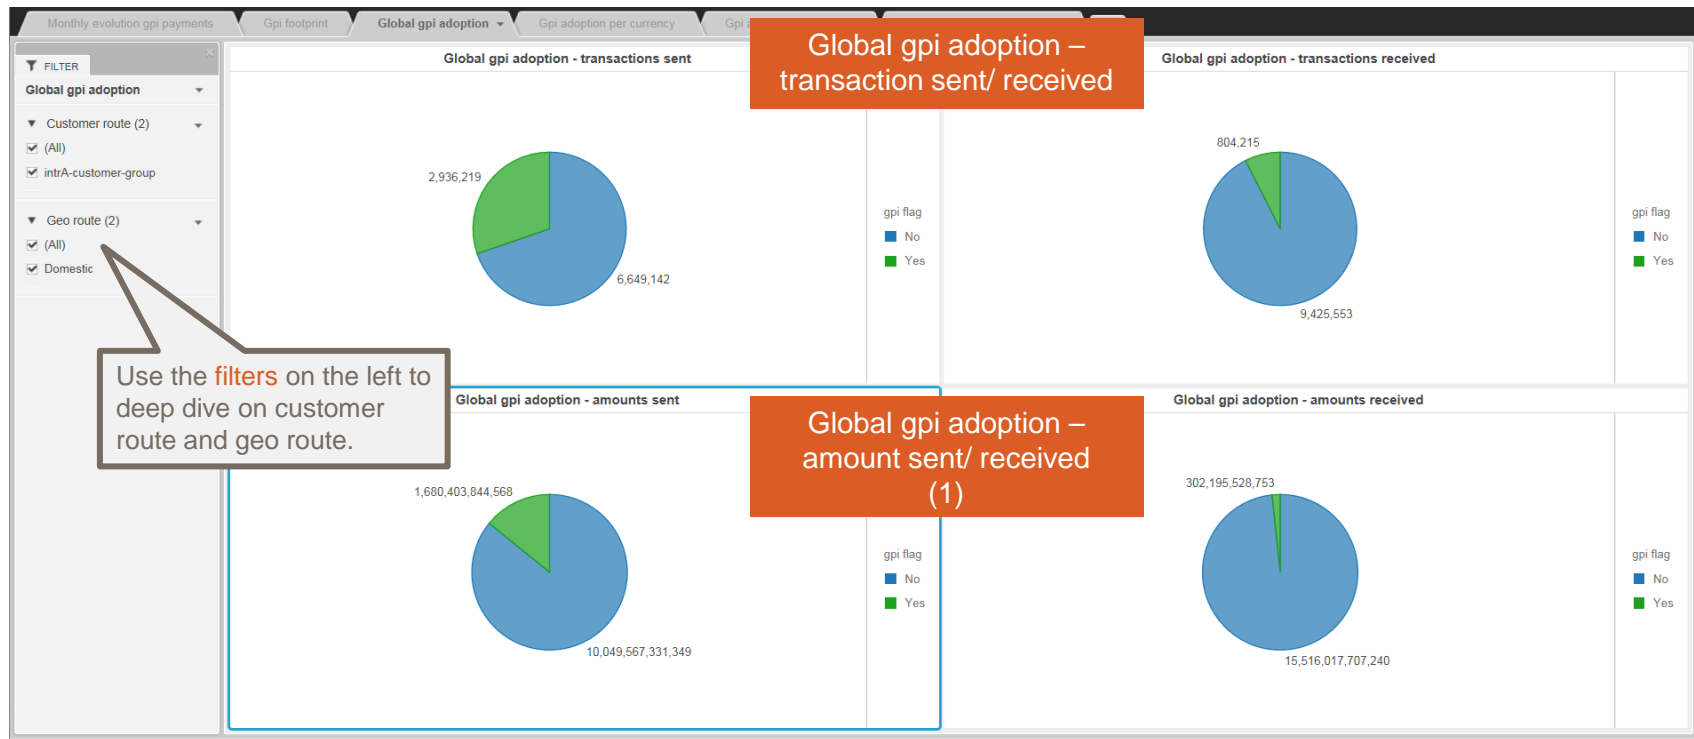 Monthly evolution gpi payments
Gpi footprint
Global gpi adoption
Gpi adoption per currency
Gpi a
FILTER
Global gpi adoption
Customer route (2)
(All)
intrA-customer-group
Geo route (2)
(All)
Domestic
Use the filters on the left to
deep dive on customer
route and geo route.
Global gpi adoption - transactions sent
2,936,219
6,649,142
gpi flag
No
Yes
Global gpi adoption –
transaction sent/ received
Global gpi adoption - transactions received
804,215
9,425,553
gpi flag
No
Yes
Global gpi adoption - amounts sent
1,680,403,844,568
10,049,567,331,349
gpi flag
No
Yes
Global gpi adoption –
amount sent/ received
(1)
Global gpi adoption - amounts received
302,195,528,753
15,516,017,707,240
gpi flag
No
Yes